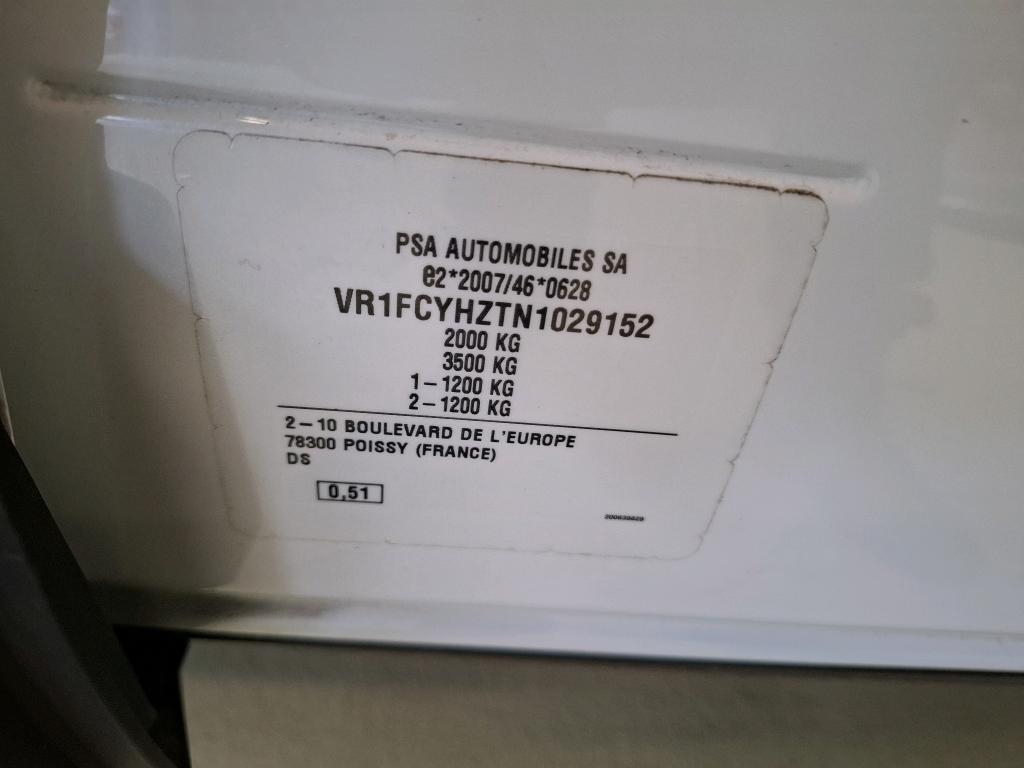 PSA AUTOMOBILES SA
e2*2007/46*0628
VR1FCYHZTN1029152
2000 KG
3500 KG
1-1200 KG
2-1200 KG
2-10 BOULEVARD DE L'EUROPE
78300 POISSY (FRANCE)
DS
0,51